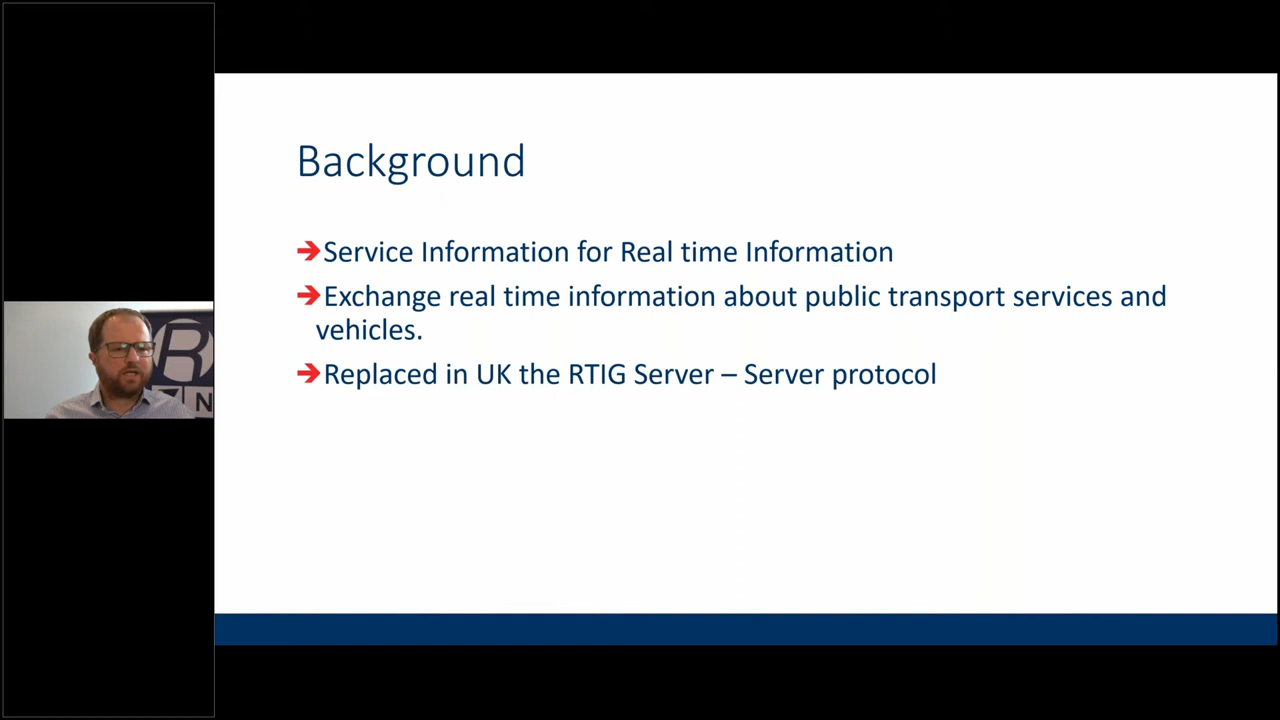 Background
➔Service Information for Real time Information
➔Exchange real time information about public transport services and
vehicles.
➔Replaced in UK the RTIG Server – Server protocol
R
N